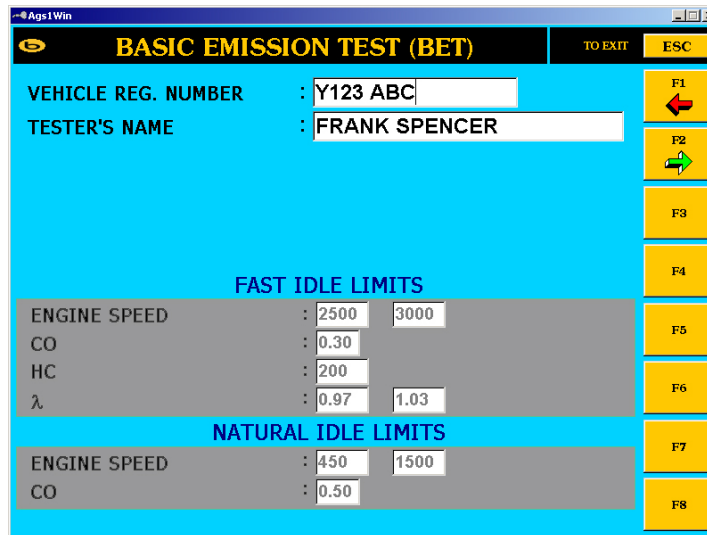 Ags1Win
BASIC EMISSION TEST (BET) TO EXIT ESC
VEHICLE REG. NUMBER : Y123 ABC
TESTER'S NAME : FRANK SPENCER
F1
F2
F3
F4
F5
F6
F7
F8
FAST IDLE LIMITS
ENGINE SPEED : 2500 3000
CO : 0.30
HC : 200
λ : 0.97 1.03
NATURAL IDLE LIMITS
ENGINE SPEED : 450 1500
CO : 0.50